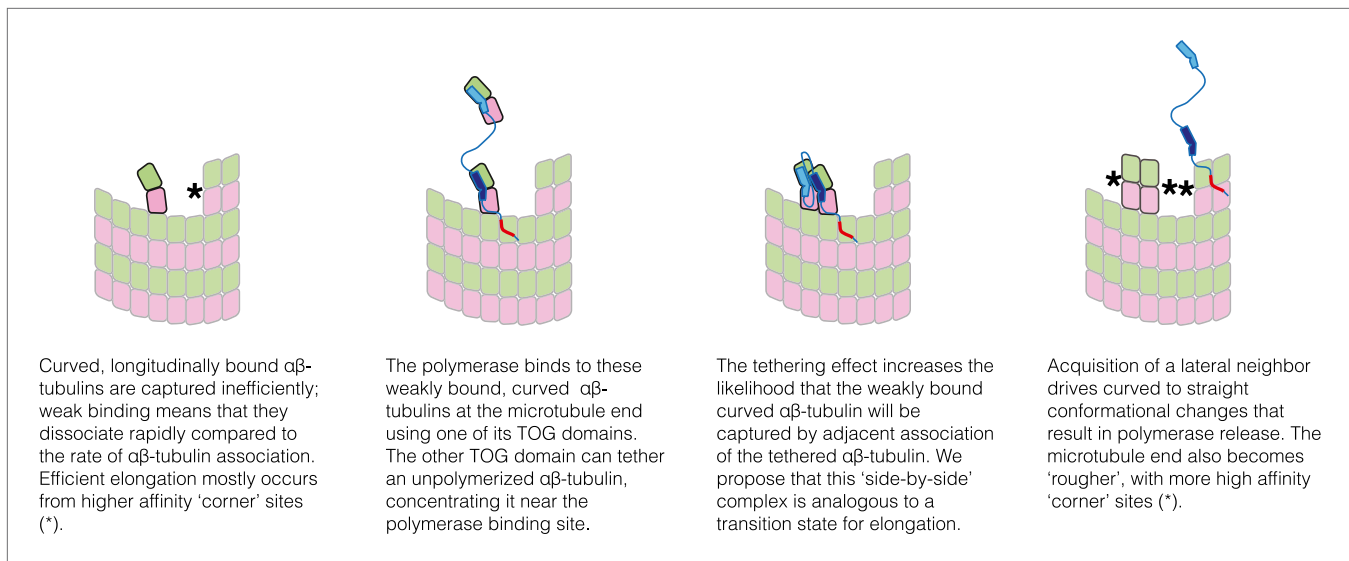 *
*
**
Curved, longitudinally bound αβ-
tubulins are captured inefficiently;
weak binding means that they
dissociate rapidly compared to
the rate of αβ-tubulin association.
Efficient elongation mostly occurs
from higher affinity ‘corner’ sites
(*).
The polymerase binds to these
weakly bound, curved αβ-
tubulins at the microtubule end
using one of its TOG domains.
The other TOG domain can tether
an unpolymerized αβ-tubulin,
concentrating it near the
polymerase binding site.
The tethering effect increases the
likelihood that the weakly bound
curved αβ-tubulin will be
captured by adjacent association
of the tethered αβ-tubulin. We
propose that this ‘side-by-side’
complex is analogous to a
transition state for elongation.
Acquisition of a lateral neighbor
drives curved to straight
conformational changes that
result in polymerase release. The
microtubule end also becomes
‘rougher’, with more high affinity
‘corner’ sites (*).